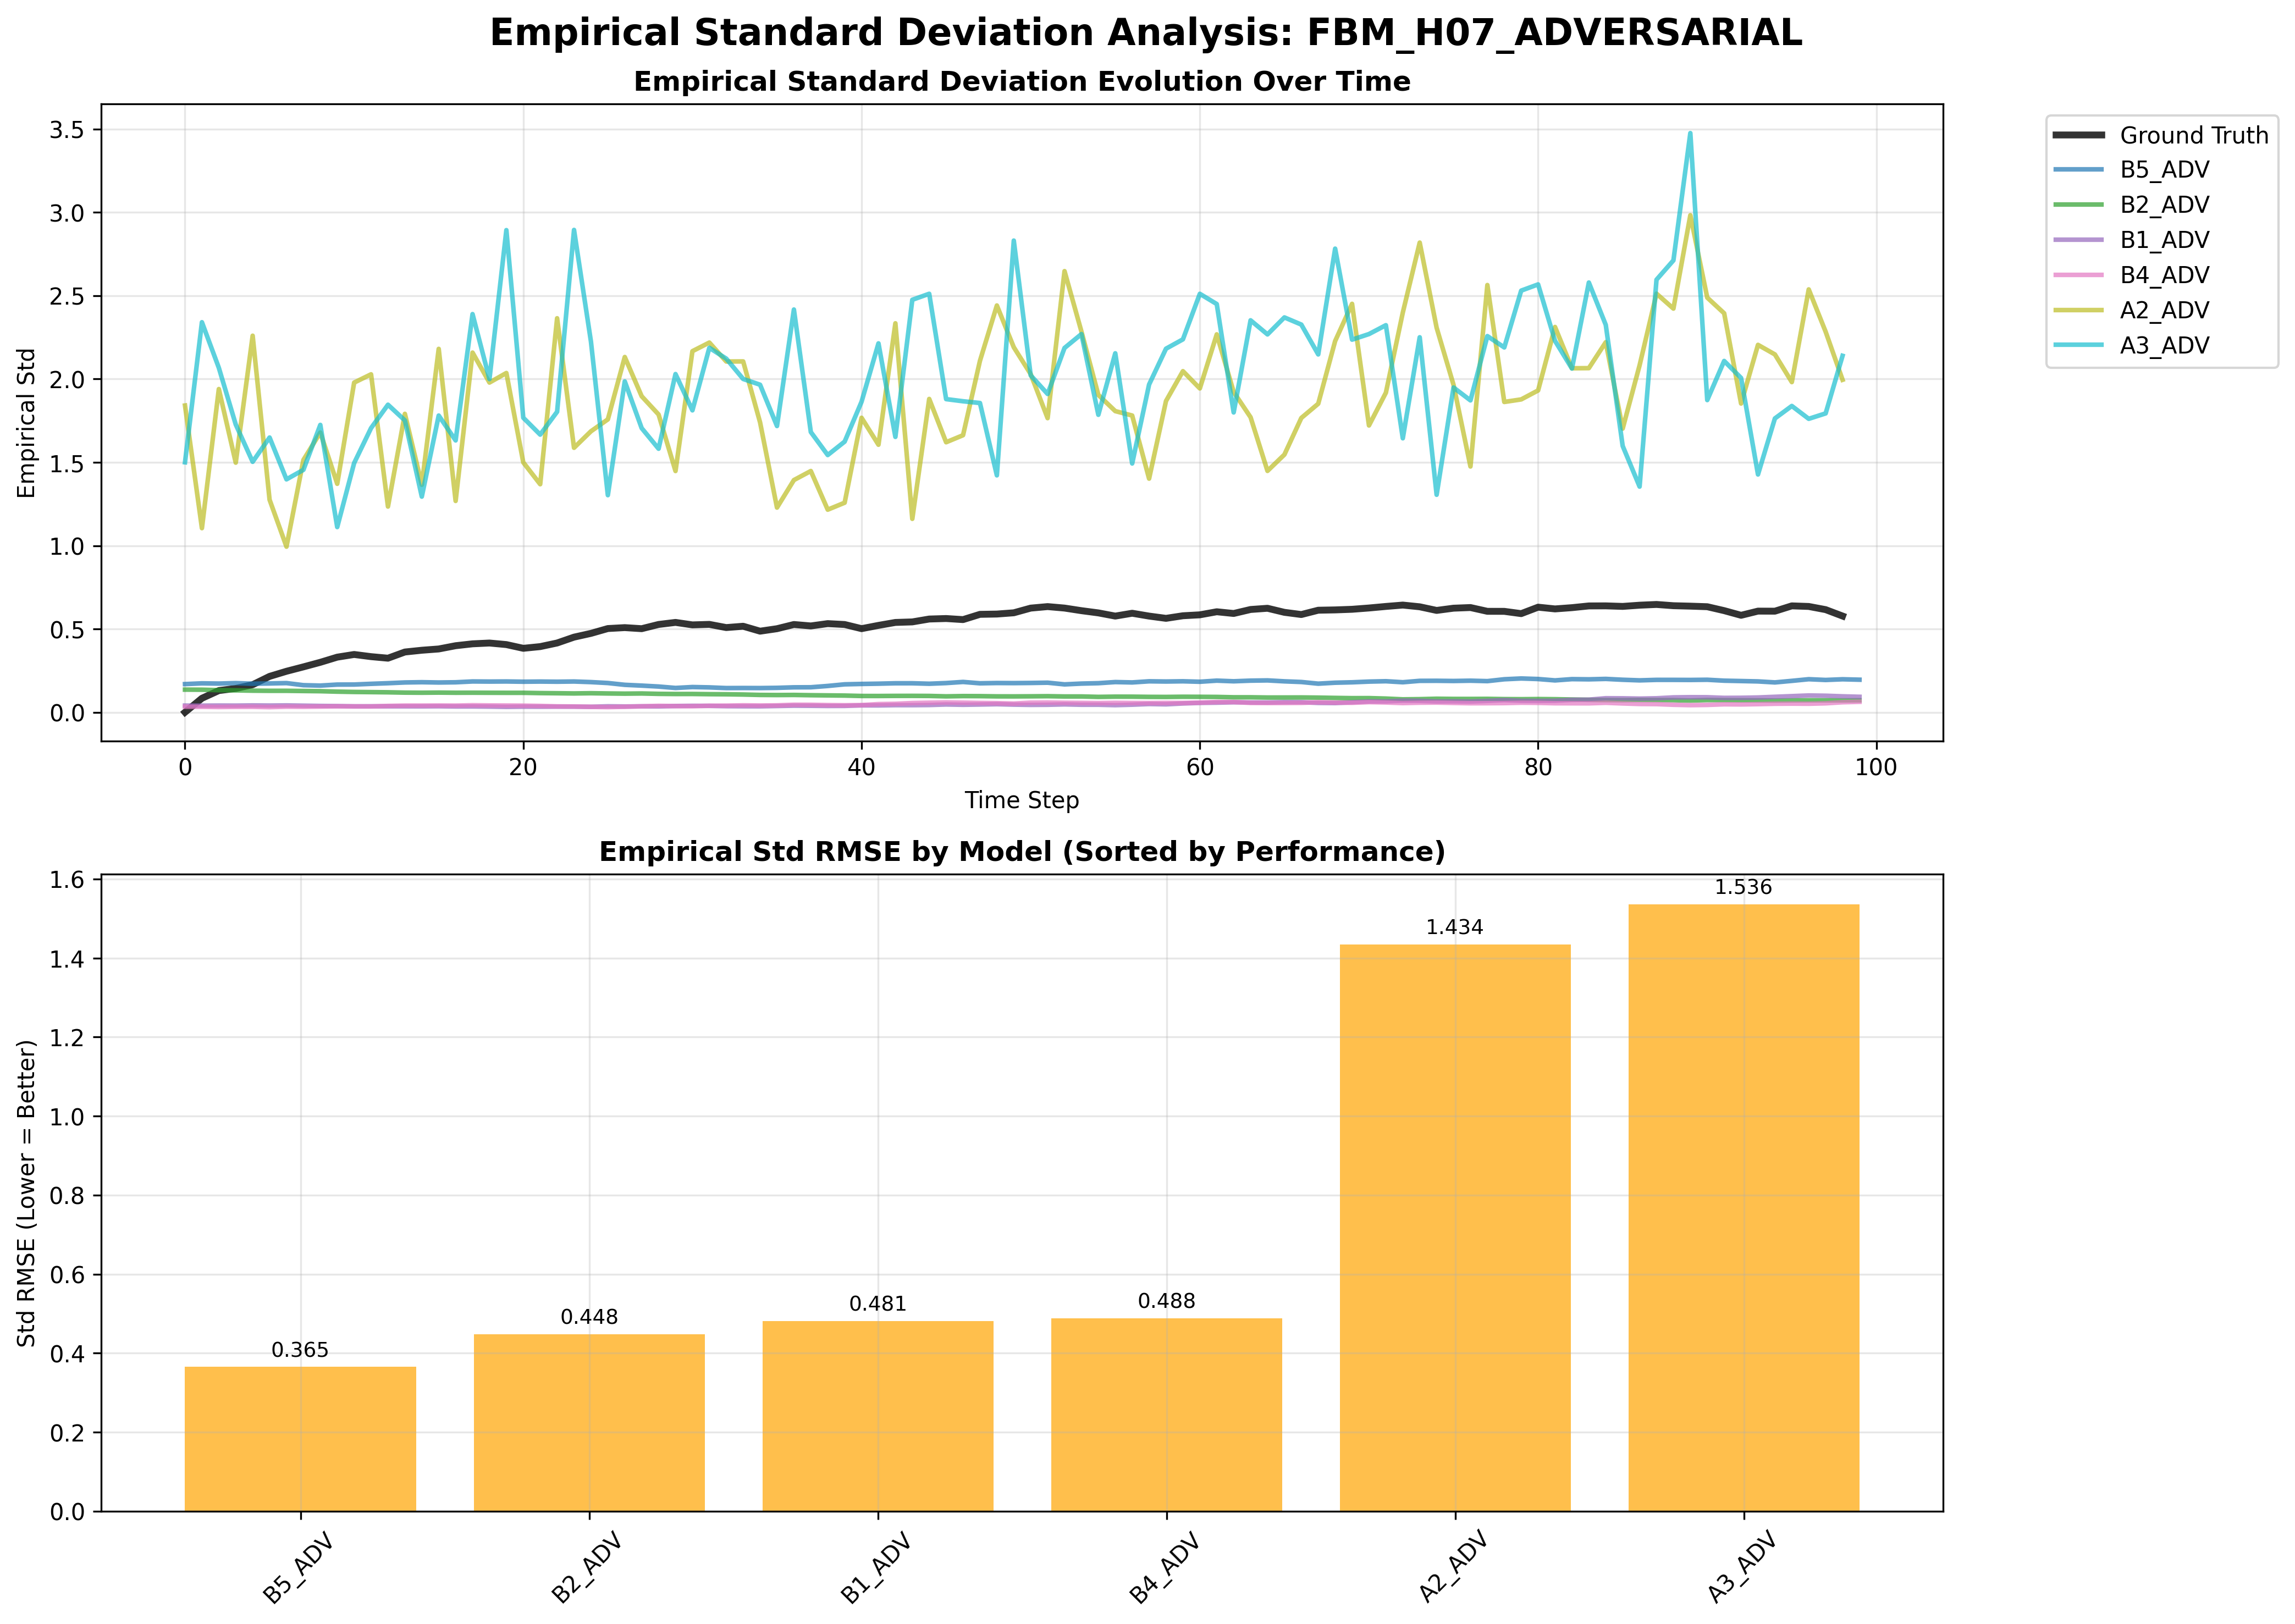 Empirical Standard Deviation Analysis: FBM_H07_ADVERSARIAL
Empirical Standard Deviation Evolution Over Time
Empirical Std
3.5
3.0
2.5
2.0
1.5
1.0
0.5
0.0
0 20 40 60 80 100
Time Step
Ground Truth
B5_ADV
B2_ADV
B1_ADV
B4_ADV
A2_ADV
A3_ADV
Empirical Std RMSE by Model (Sorted by Performance)
Std RMSE (Lower = Better)
1.6
1.4
1.2
1.0
0.8
0.6
0.4
0.2
0.0
0.365
0.448
0.481
0.488
1.434
1.536
B5_ADV
B2_ADV
B1_ADV
B4_ADV
A2_ADV
A3_ADV